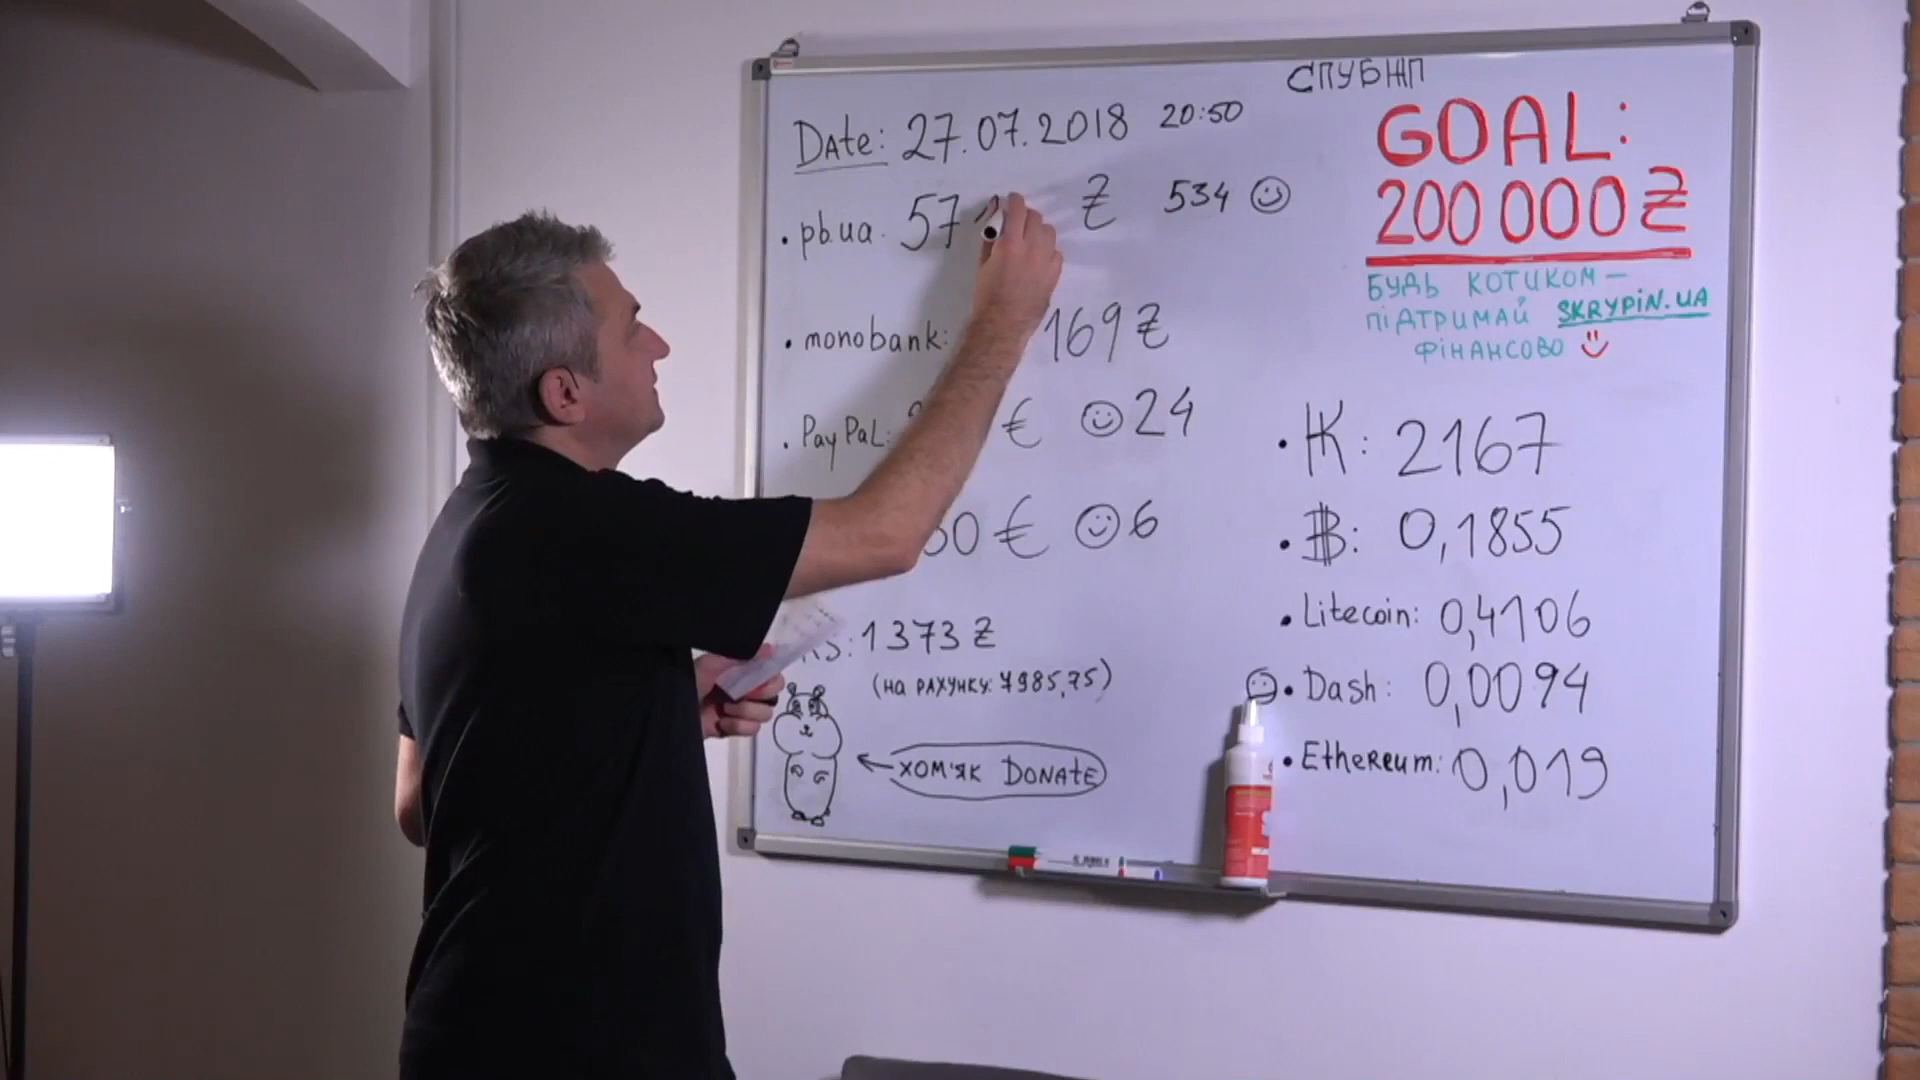 СПУБЖП
DAte: 27.07.2018 20:50
• pb.ua. 57 ₴ 534
• monobank: 169 ₴
• PayPaL: € 24
€ 6
1373 ₴
(НА РАХУНКУ: 7985,75)
ХОМ'ЯК DONAtE
GOAL:
200 000 ₴
БУДЬ КОТИКОМ –
ПІДТРИМАЙ SKRYPiN.UA
ФІНАНСОВО
• Ж: 2167
• ₿: 0,1855
• Litecoin: 0,4106
• Dash: 0,0094
• EtheReum: 0,019